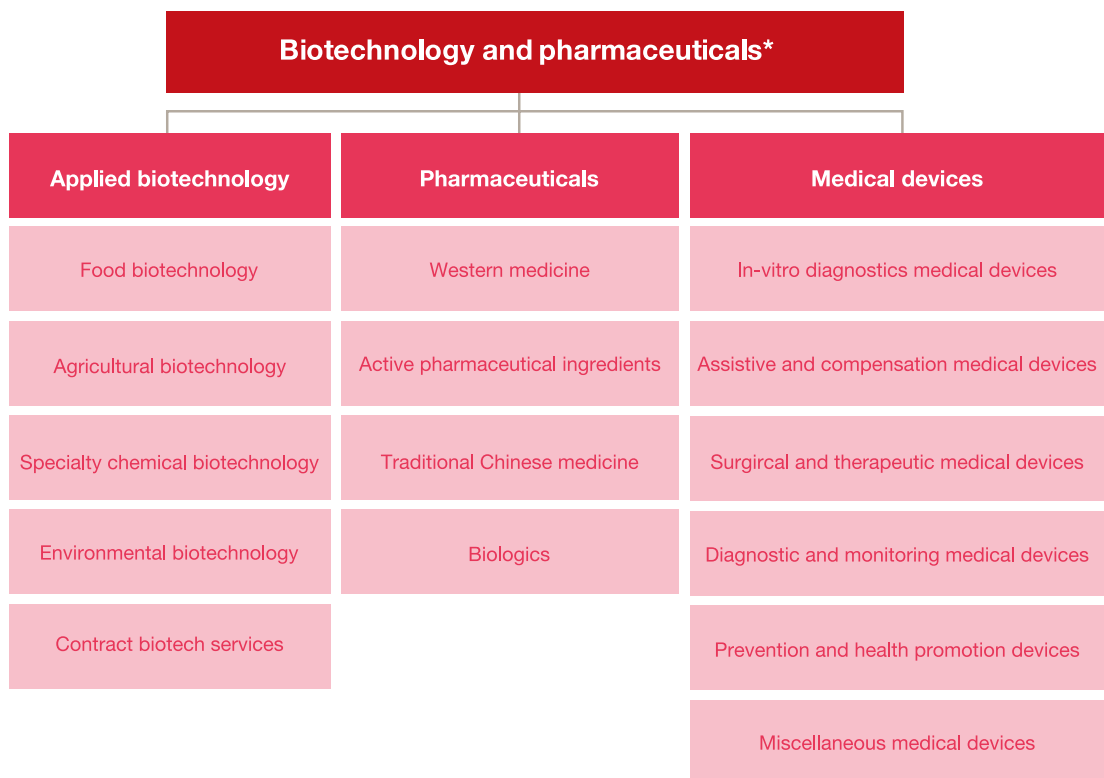 Biotechnology and pharmaceuticals*
Applied biotechnology
Food biotechnology
Agricultural biotechnology
Specialty chemical biotechnology
Environmental biotechnology
Contract biotech services
Pharmaceuticals
Western medicine
Active pharmaceutical ingredients
Traditional Chinese medicine
Biologics
Medical devices
In-vitro diagnostics medical devices
Assistive and compensation medical devices
Surgircal and therapeutic medical devices
Diagnostic and monitoring medical devices
Prevention and health promotion devices
Miscellaneous medical devices